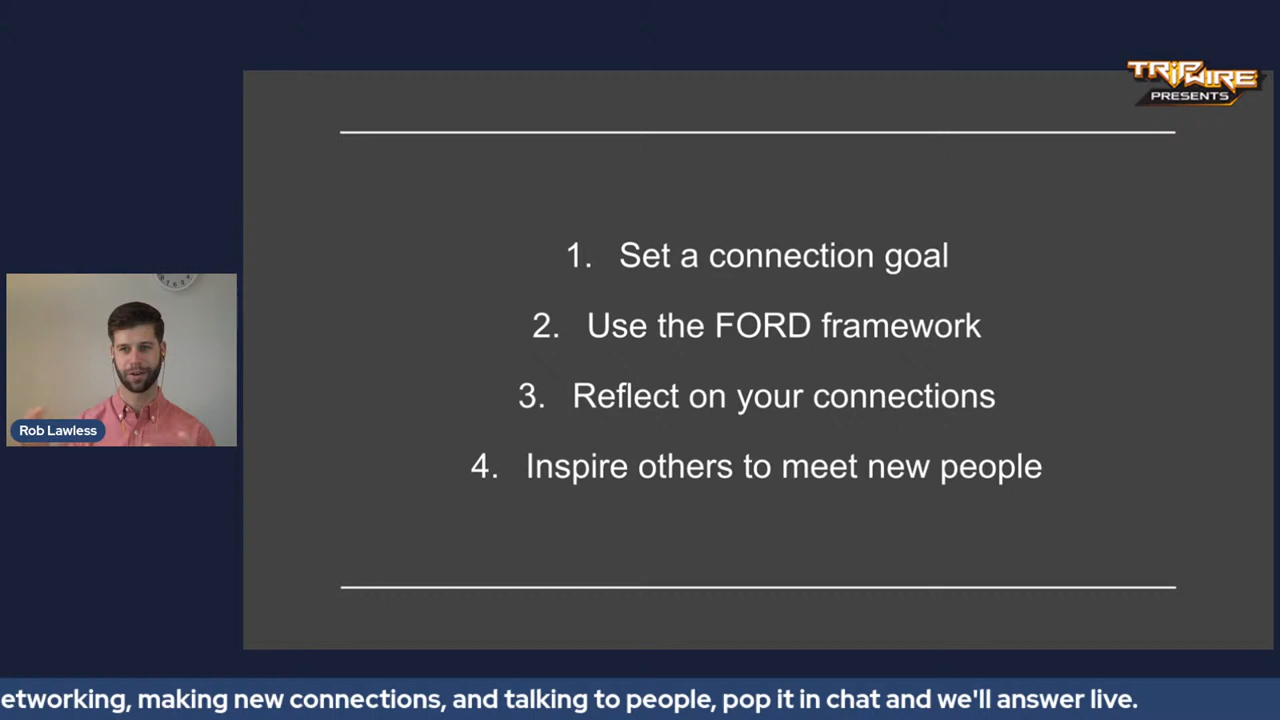 TRIPWIRE
PRESENTS
1. Set a connection goal
2. Use the FORD framework
3. Reflect on your connections
4. Inspire others to meet new people
Rob Lawless
etworking, making new connections, and talking to people, pop it in chat and we'll answer live.